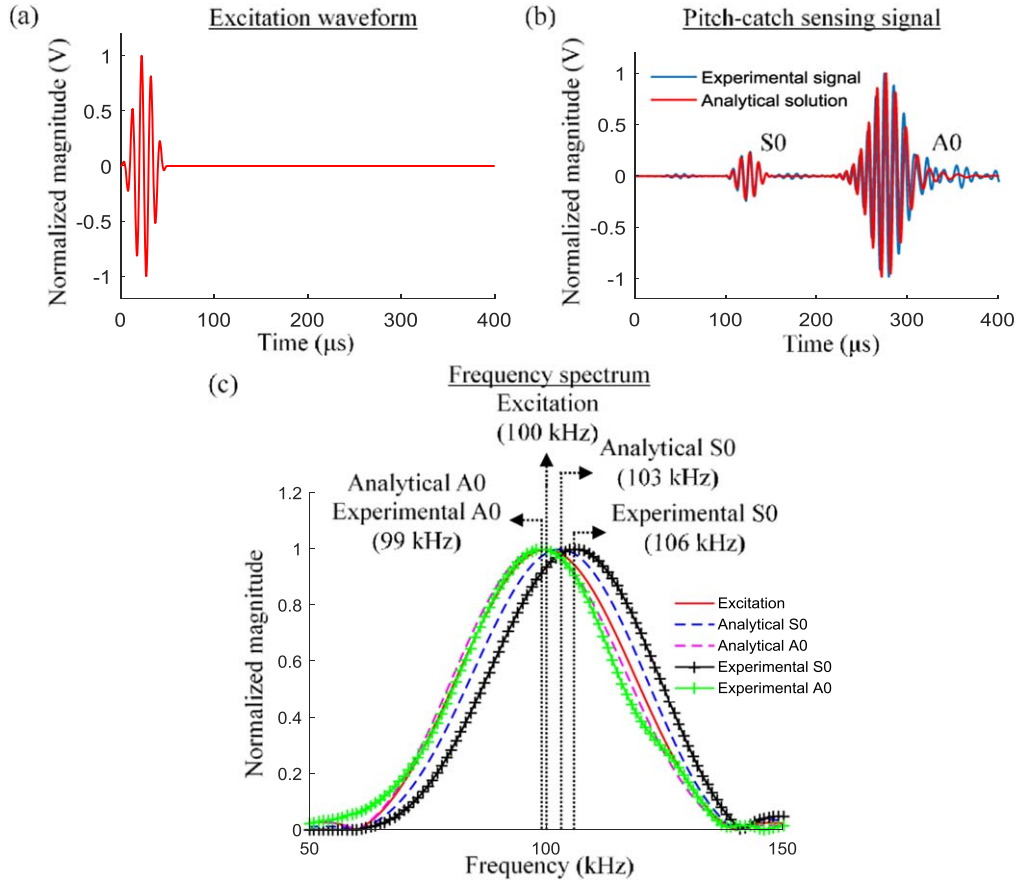 (a)
Excitation waveform
Normalized magnitude (V)
1
0.5
0
-0.5
-1
0 100 200 300 400
Time (μs)
(b)
Pitch-catch sensing signal
Normalized magnitude (V)
1
0.5
0
-0.5
-1
Experimental signal
Analytical solution
S0
A0
0 100 200 300 400
Time (μs)
(c)
Frequency spectrum
Excitation
(100 kHz)
Analytical S0
(103 kHz)
Analytical A0
Experimental A0
(99 kHz)
Experimental S0
(106 kHz)
Normalized magnitude
1.2
1
0.8
0.6
0.4
0.2
0
Excitation
Analytical S0
Analytical A0
Experimental S0
Experimental A0
50 100 150
Frequency (kHz)